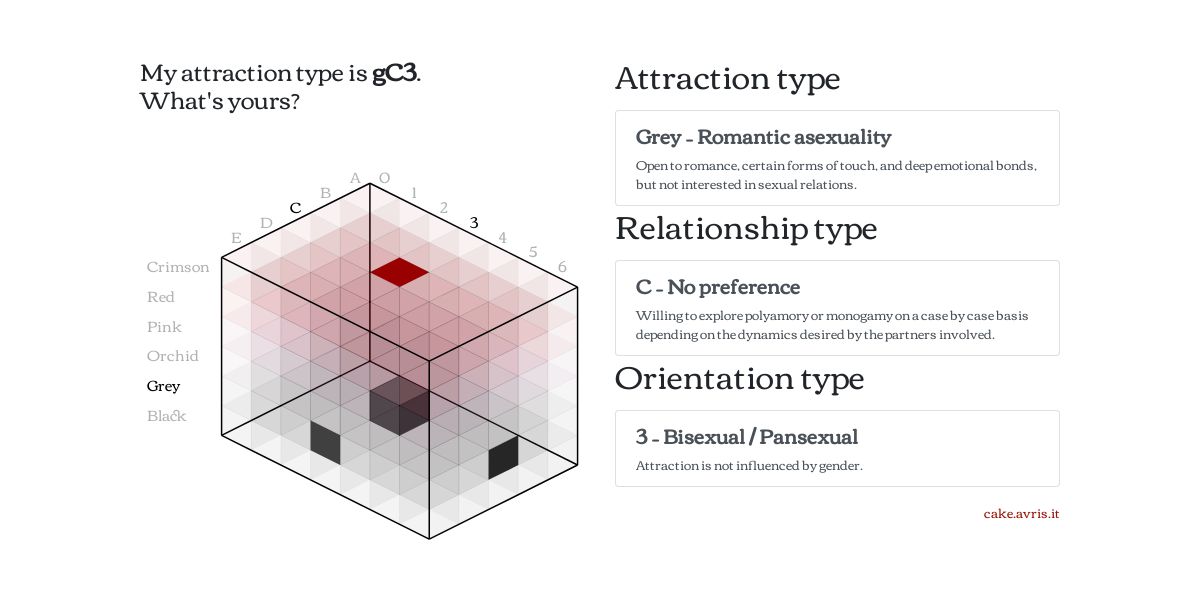 My attraction type is gC3.
What's yours?
A
B
C
D
E
O
1
2
3
4
5
6
Crimson
Red
Pink
Orchid
Grey
Black
Attraction type
Grey – Romantic asexuality
Open to romance, certain forms of touch, and deep emotional bonds,
but not interested in sexual relations.
Relationship type
C – No preference
Willing to explore polyamory or monogamy on a case by case basis
depending on the dynamics desired by the partners involved.
Orientation type
3 – Bisexual / Pansexual
Attraction is not influenced by gender.
cake.avris.it